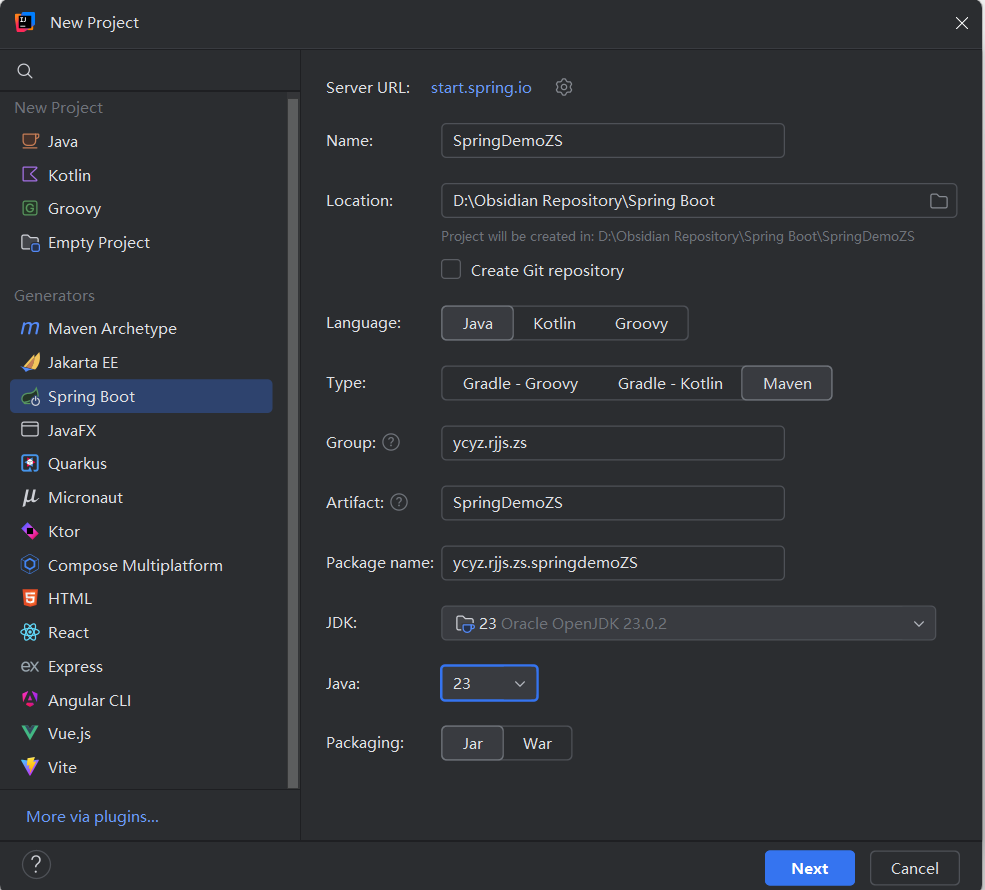 New Project
New Project
Java
Kotlin
Groovy
Empty Project
Generators
Maven Archetype
Jakarta EE
Spring Boot
JavaFX
Quarkus
Micronaut
Ktor
Compose Multiplatform
HTML
React
Express
Angular CLI
Vue.js
Vite
More via plugins...
Server URL: start.spring.io
Name: SpringDemoZS
Location: D:\Obsidian Repository\Spring Boot
Project will be created in: D:\Obsidian Repository\Spring Boot\SpringDemoZS
Create Git repository
Language: Java Kotlin Groovy
Type: Gradle - Groovy Gradle - Kotlin Maven
Group: ? ycyz.rjjs.zs
Artifact: ? SpringDemoZS
Package name: ycyz.rjjs.zs.springdemoZS
JDK: 23 Oracle OpenJDK 23.0.2
Java: 23
Packaging: Jar War
? Next Cancel